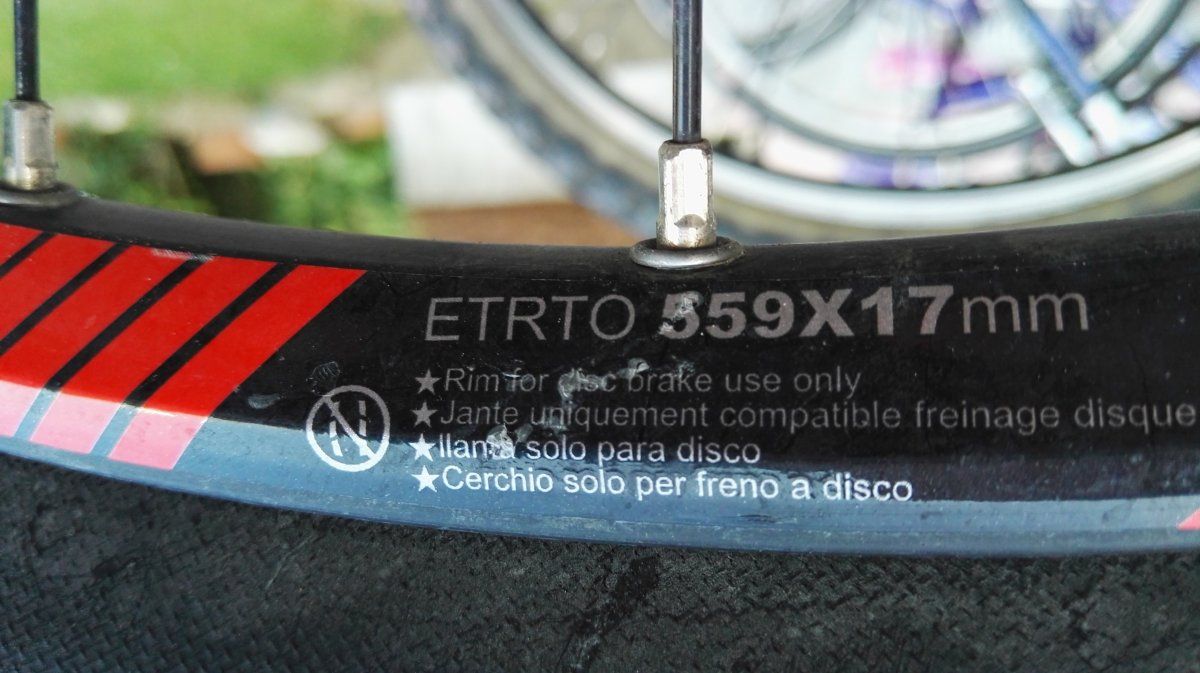 ETRTO 559X17mm
★Rim for disc brake use only
★Jante uniquement compatible freinage disque
★llanta solo para disco
★Cerchio solo per freno a disco